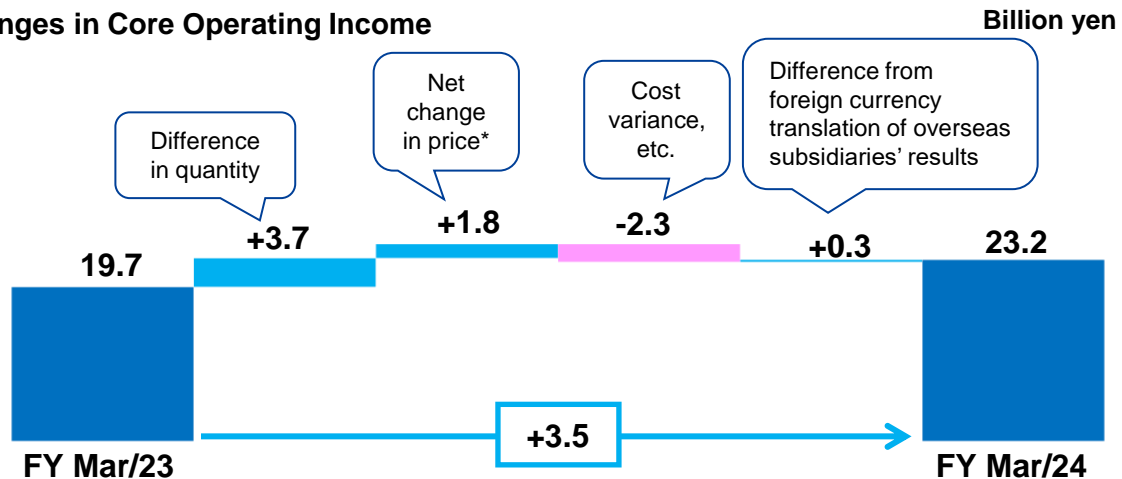 nges in Core Operating Income
Billion yen
Difference
in quantity
Net
change
in price*
Cost
variance,
etc.
Difference from
foreign currency
translation of overseas
subsidiaries’ results
19.7
+3.7
+1.8
-2.3
+0.3
23.2
+3.5
FY Mar/23
FY Mar/24